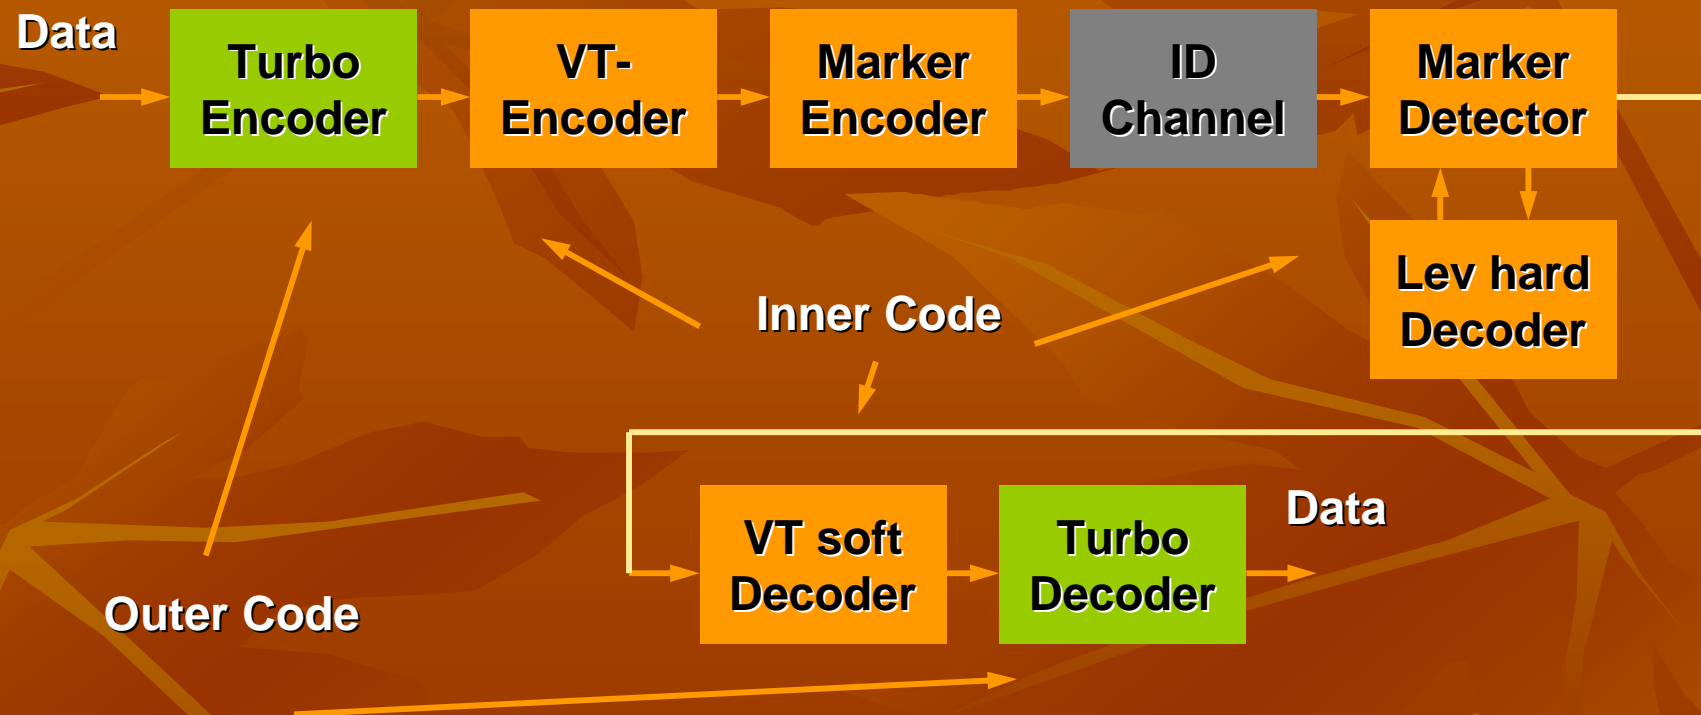 Data
Turbo
Encoder
VT-
Encoder
Marker
Encoder
ID
Channel
Marker
Detector
Lev hard
Decoder
Inner Code
VT soft
Decoder
Turbo
Decoder
Data
Outer Code